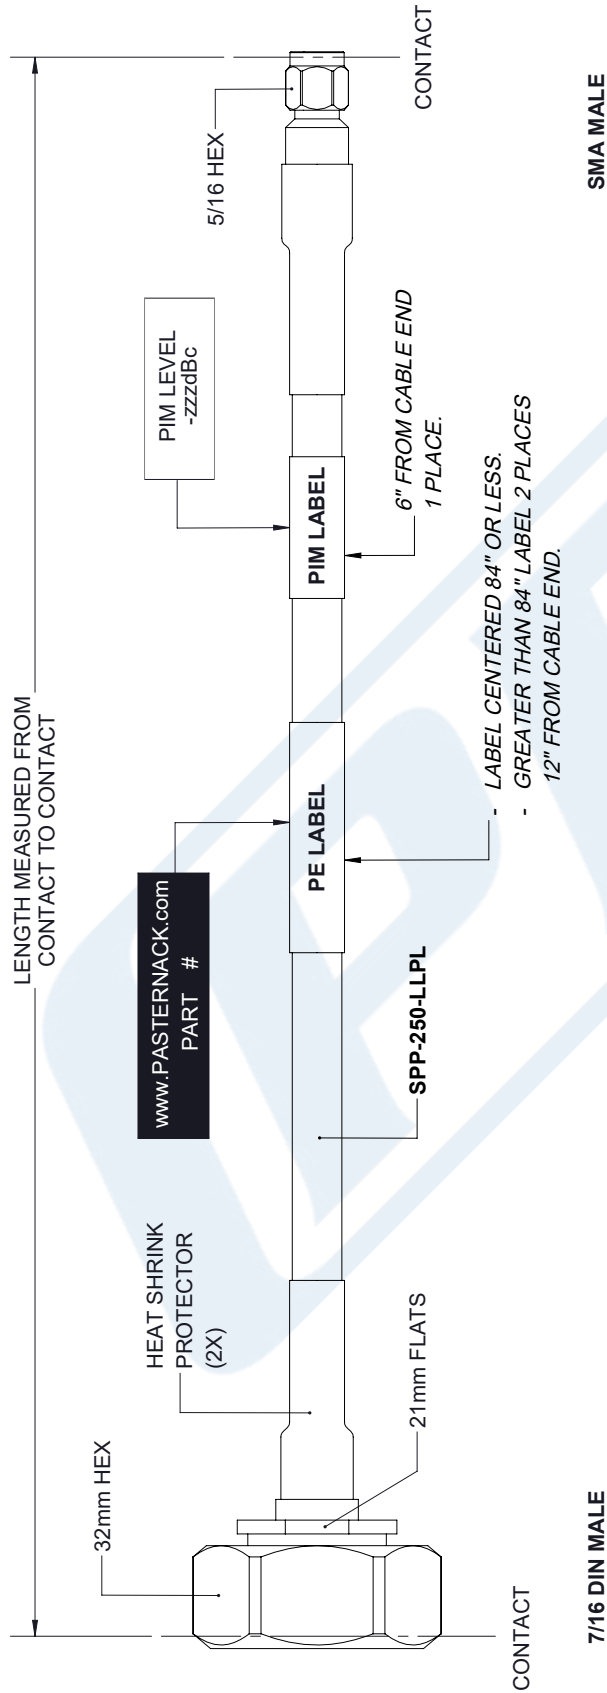 LENGTH MEASURED FROM
CONTACT TO CONTACT
32mm HEX
HEAT SHRINK
PROTECTOR
(2X)
www.PASTERNACK.com
PART #
PIM LEVEL
-zzzdBc
5/16 HEX
PE LABEL
PIM LABEL
CONTACT
21mm FLATS
SPP-250-LLPL
- LABEL CENTERED 84" OR LESS.
- GREATER THAN 84" LABEL 2 PLACES
12" FROM CABLE END.
6" FROM CABLE END
1 PLACE.
CONTACT
7/16 DIN MALE
SMA MALE